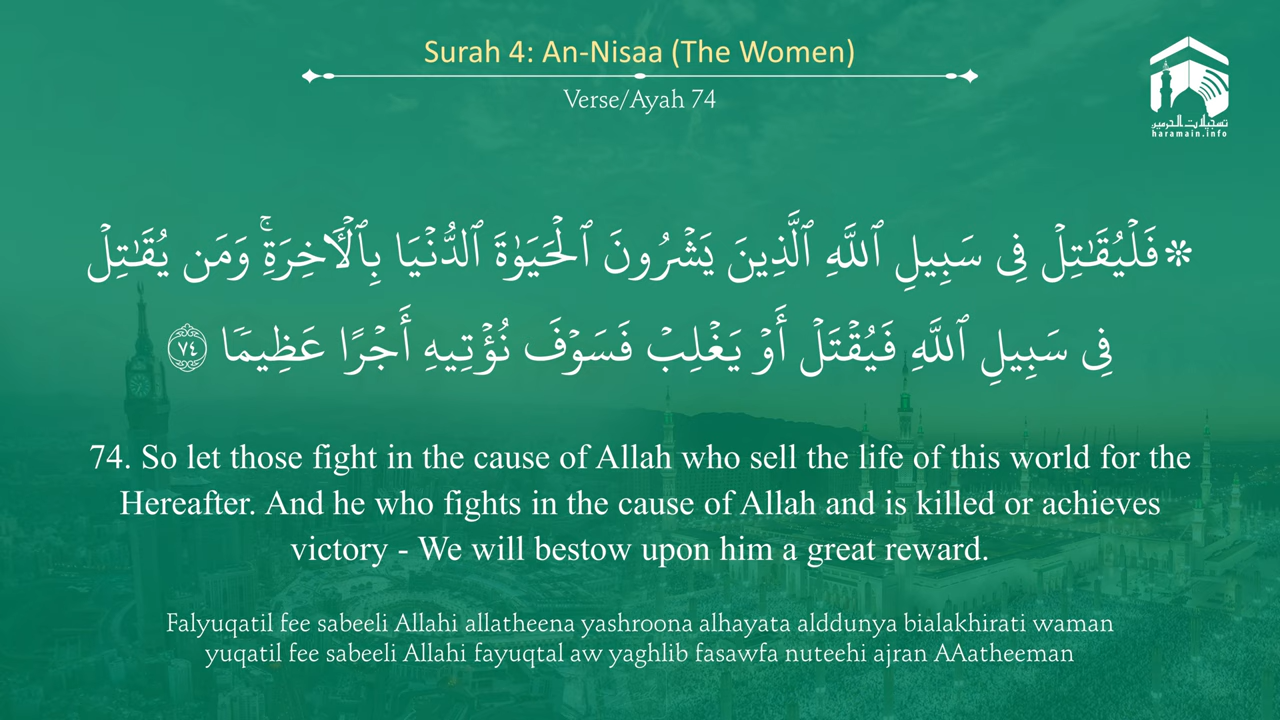 Surah 4: An-Nisaa (The Women)
Verse/Ayah 74
تسجيلات الحرمين
haramain.info
۞ فَلْيُقَٰتِلْ فِى سَبِيلِ ٱللَّهِ ٱلَّذِينَ يَشْرُونَ ٱلْحَيَوٰةَ ٱلدُّنْيَا بِٱلْـَٔاخِرَةِ ۚ وَمَن يُقَٰتِلْ
فِى سَبِيلِ ٱللَّهِ فَيُقْتَلْ أَوْ يَغْلِبْ فَسَوْفَ نُؤْتِيهِ أَجْرًا عَظِيمًا ٧٤
74. So let those fight in the cause of Allah who sell the life of this world for the
Hereafter. And he who fights in the cause of Allah and is killed or achieves
victory - We will bestow upon him a great reward.
Falyuqatil fee sabeeli Allahi allatheena yashroona alhayata alddunya bialakhirati waman
yuqatil fee sabeeli Allahi fayuqtal aw yaghlib fasawfa nuteehi ajran AAatheeman